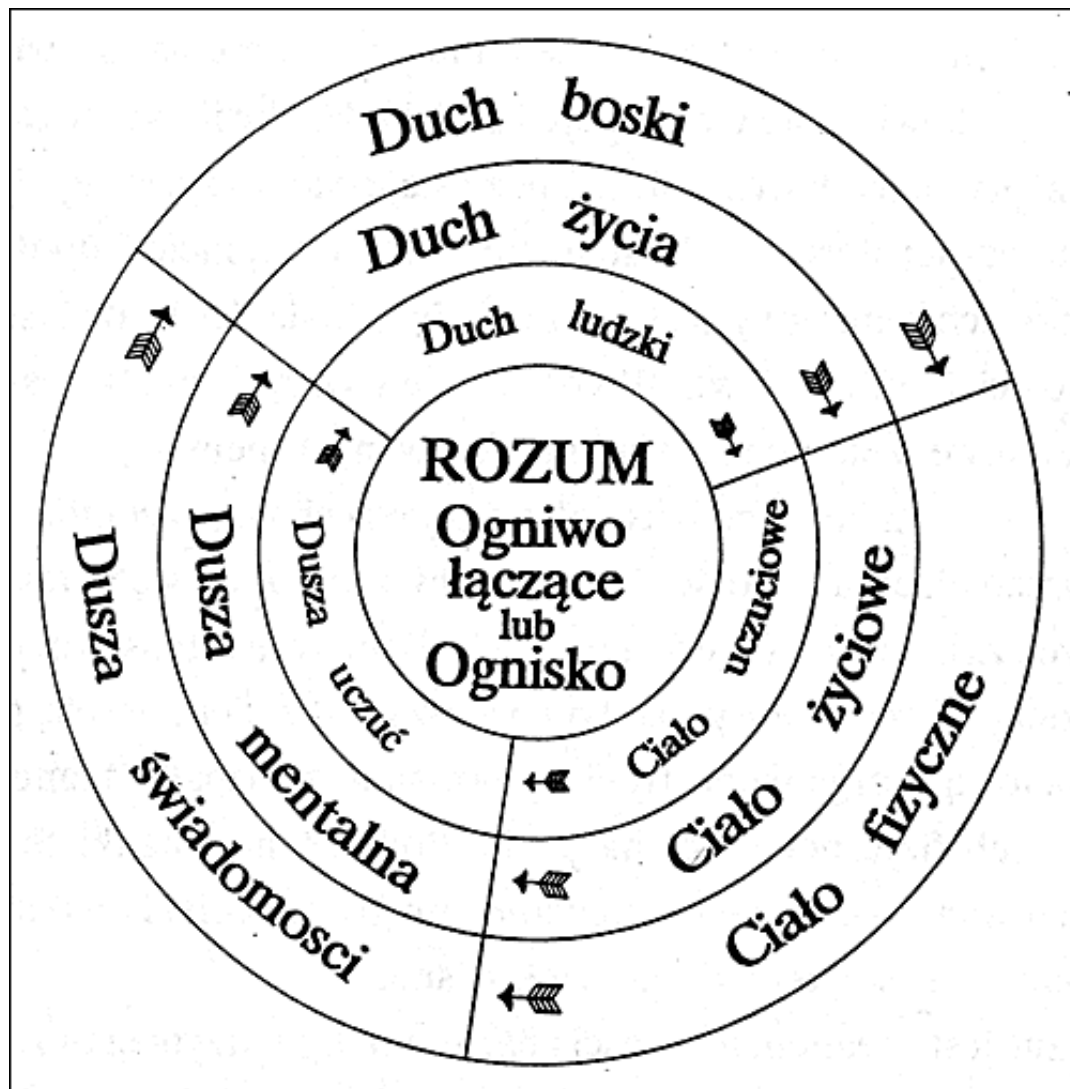 Duch boski
Duch życia
Duch ludzki
ROZUM
Ogniwo
łączące
lub
Ognisko
Ciało uczuciowe
Ciało życiowe
Ciało fizyczne
Dusza uczuć
Dusza mentalna
Dusza świadomosci